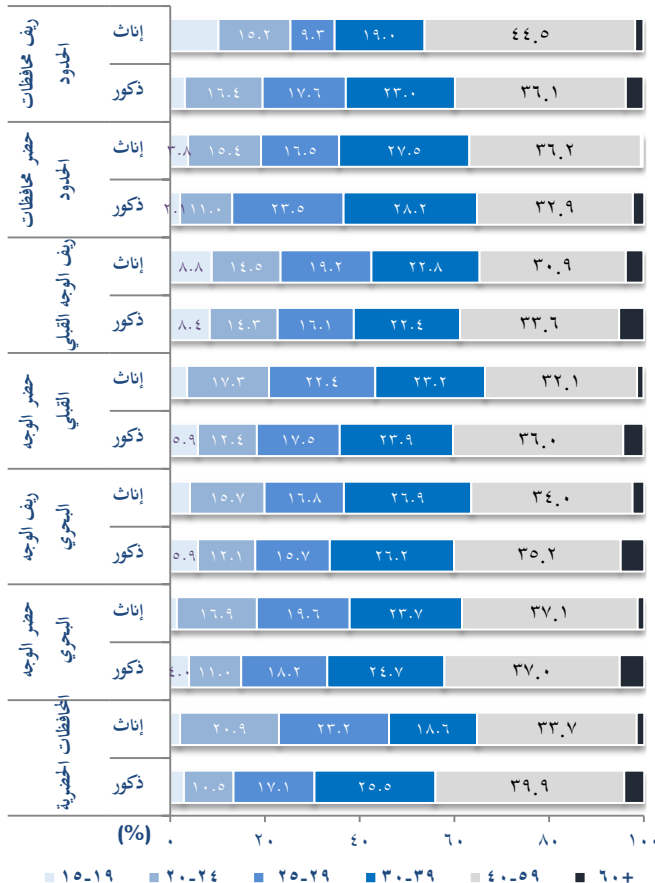 ريف محافظات الحدود
إناث
١٥.٢ ٩.٣ ١٩.٠ ٤٤.٥
ذكور
١٦.٤ ١٧.٦ ٢٣.٠ ٣٦.١
حضر محافظات الحدود
إناث
٣.٨ ١٥.٤ ١٦.٥ ٢٧.٥ ٣٦.٢
ذكور
٢.١ ١١.٠ ٢٣.٥ ٢٨.٢ ٣٢.٩
ريف الوجه القبلي
إناث
٨.٨ ١٤.٥ ١٩.٢ ٢٢.٨ ٣٠.٩
ذكور
٨.٤ ١٤.٣ ١٦.١ ٢٢.٤ ٣٣.٦
حضر الوجه القبلي
إناث
١٧.٣ ٢٢.٤ ٢٣.٢ ٣٢.١
ذكور
٥.٩ ١٢.٤ ١٧.٥ ٢٣.٩ ٣٦.٠
ريف الوجه البحري
إناث
١٥.٧ ١٦.٨ ٢٦.٩ ٣٤.٠
ذكور
٥.٩ ١٢.١ ١٥.٧ ٢٦.٢ ٣٥.٢
حضر الوجه البحري
إناث
١٦.٩ ١٩.٦ ٢٣.٧ ٣٧.١
ذكور
٤.٠ ١١.٠ ١٨.٢ ٢٤.٧ ٣٧.٠
المحافظات الحضرية
إناث
٢٠.٩ ٢٣.٢ ١٨.٦ ٣٣.٧
ذكور
١٠.٥ ١٧.١ ٢٥.٥ ٣٩.٩
(%) ٠ ٢٠ ٤٠ ٦٠ ٨٠ ١٠٠
١٥-١٩ ٢٠-٢٤ ٢٥-٢٩ ٣٠-٣٩ ٤٠-٥٩ ٦٠+